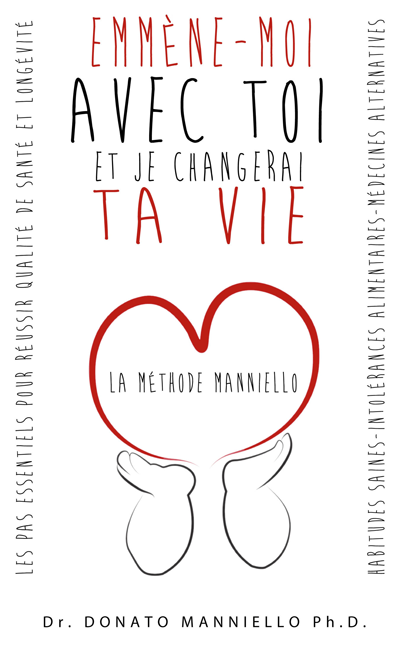 EMMÈNE-MOI
AVEC TOI
ET JE CHANGERAI
TA VIE
LES PAS ESSENTIELS POUR RÉUSSIR QUALITÉ DE SANTÉ ET LONGÉVITÉ
HABITUDES SAINES-INTOLÉRANCES ALIMENTAIRES-MÉDECINES ALTERNATIVES
LA MÉTHODE MANNIELLO
Dr. DONATO MANNIELLO Ph.D.